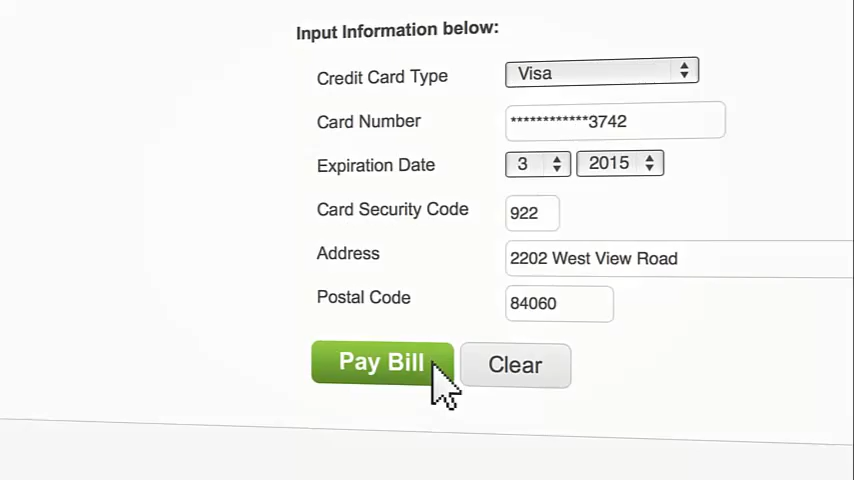 Input Information below:
Credit Card Type Visa
Card Number ************3742
Expiration Date 3 2015
Card Security Code 922
Address 2202 West View Road
Postal Code 84060
Pay Bill Clear